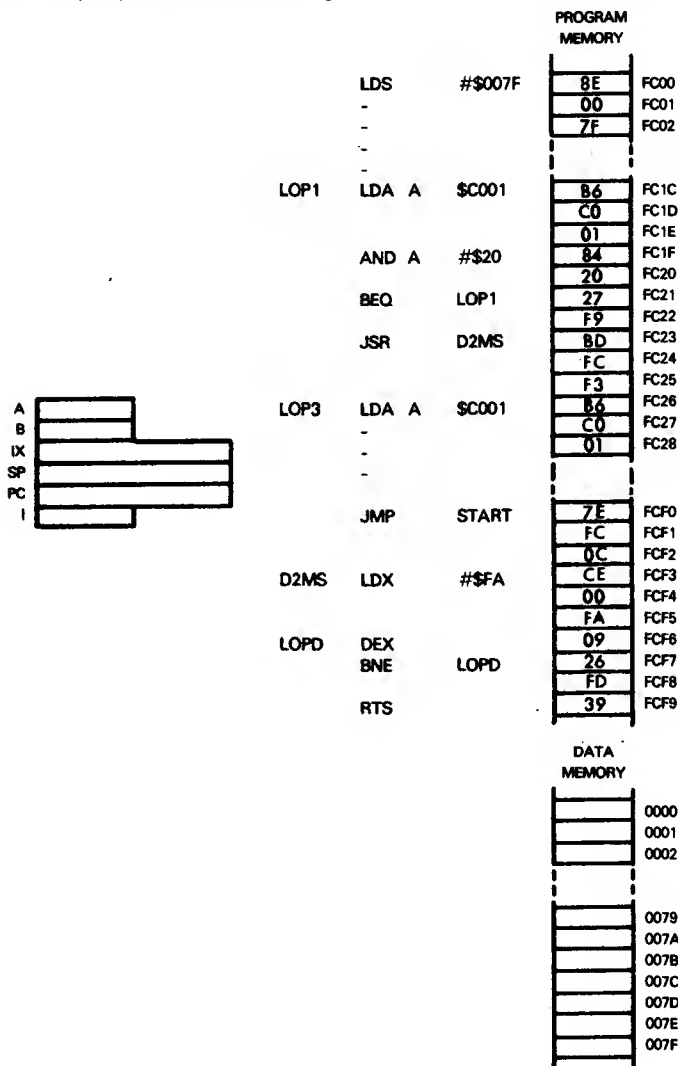 PROGRAM
MEMORY
LDS #$007F 8E FC00
- 00 FC01
- 7F FC02
-
-
LOP1 LDA A $C001 B6 FC1C
C0 FC1D
01 FC1E
AND A #$20 84 FC1F
20 FC20
BEQ LOP1 27 FC21
F9 FC22
JSR D2MS BD FC23
FC FC24
F3 FC25
LOP3 LDA A $C001 B6 FC26
- C0 FC27
- 01 FC28
-
A
B
IX
SP
PC
I
JMP START 7E FCF0
FC FCF1
0C FCF2
D2MS LDX #$FA CE FCF3
00 FCF4
FA FCF5
LOPD DEX 09 FCF6
BNE LOPD 26 FCF7
FD FCF8
RTS 39 FCF9
DATA
MEMORY
0000
0001
0002
0079
007A
007B
007C
007D
007E
007F